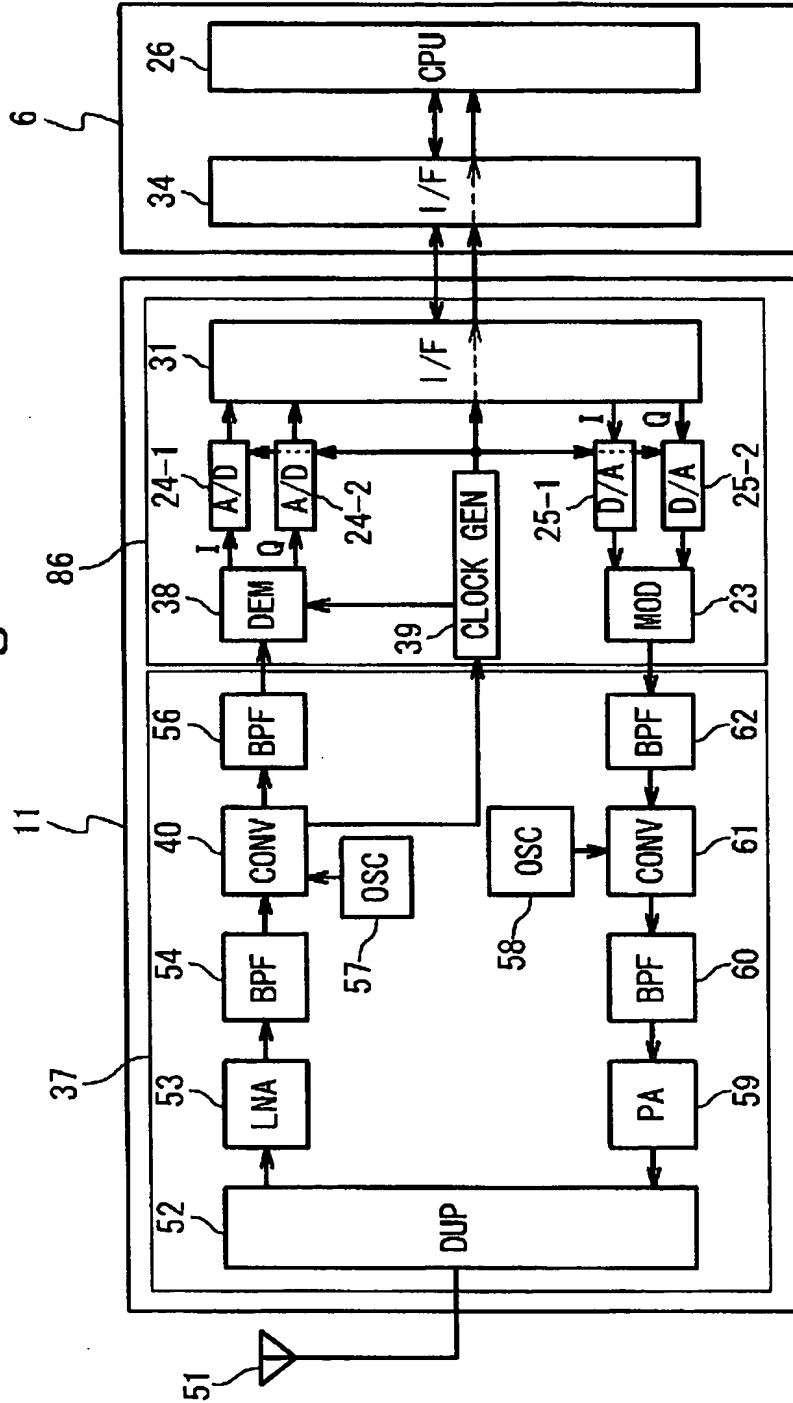 11
6
37
86
52
53
54
40
56
38
24-1
31
34
26
DUP
LNA
BPF
CONV
BPF
DEM
I
Q
A/D
A/D
24-2
I/F
I/F
CPU
51
57
OSC
39
CLOCK GEN
58
OSC
25-1
I
Q
D/A
D/A
25-2
PA
BPF
CONV
BPF
MOD
59
60
61
62
23